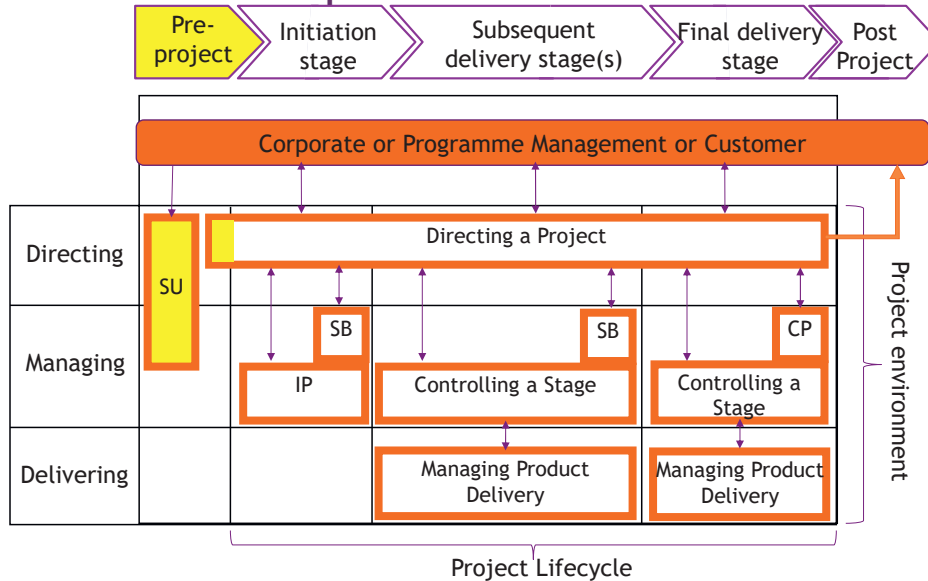 Pre-
project
Initiation
stage
Subsequent
delivery stage(s)
Final delivery
stage
Post
Project
Corporate or Programme Management or Customer
Directing
SU
Directing a Project
Managing
SB
IP
SB
Controlling a Stage
CP
Controlling a
Stage
Delivering
Managing Product
Delivery
Managing Product
Delivery
Project environment
Project Lifecycle